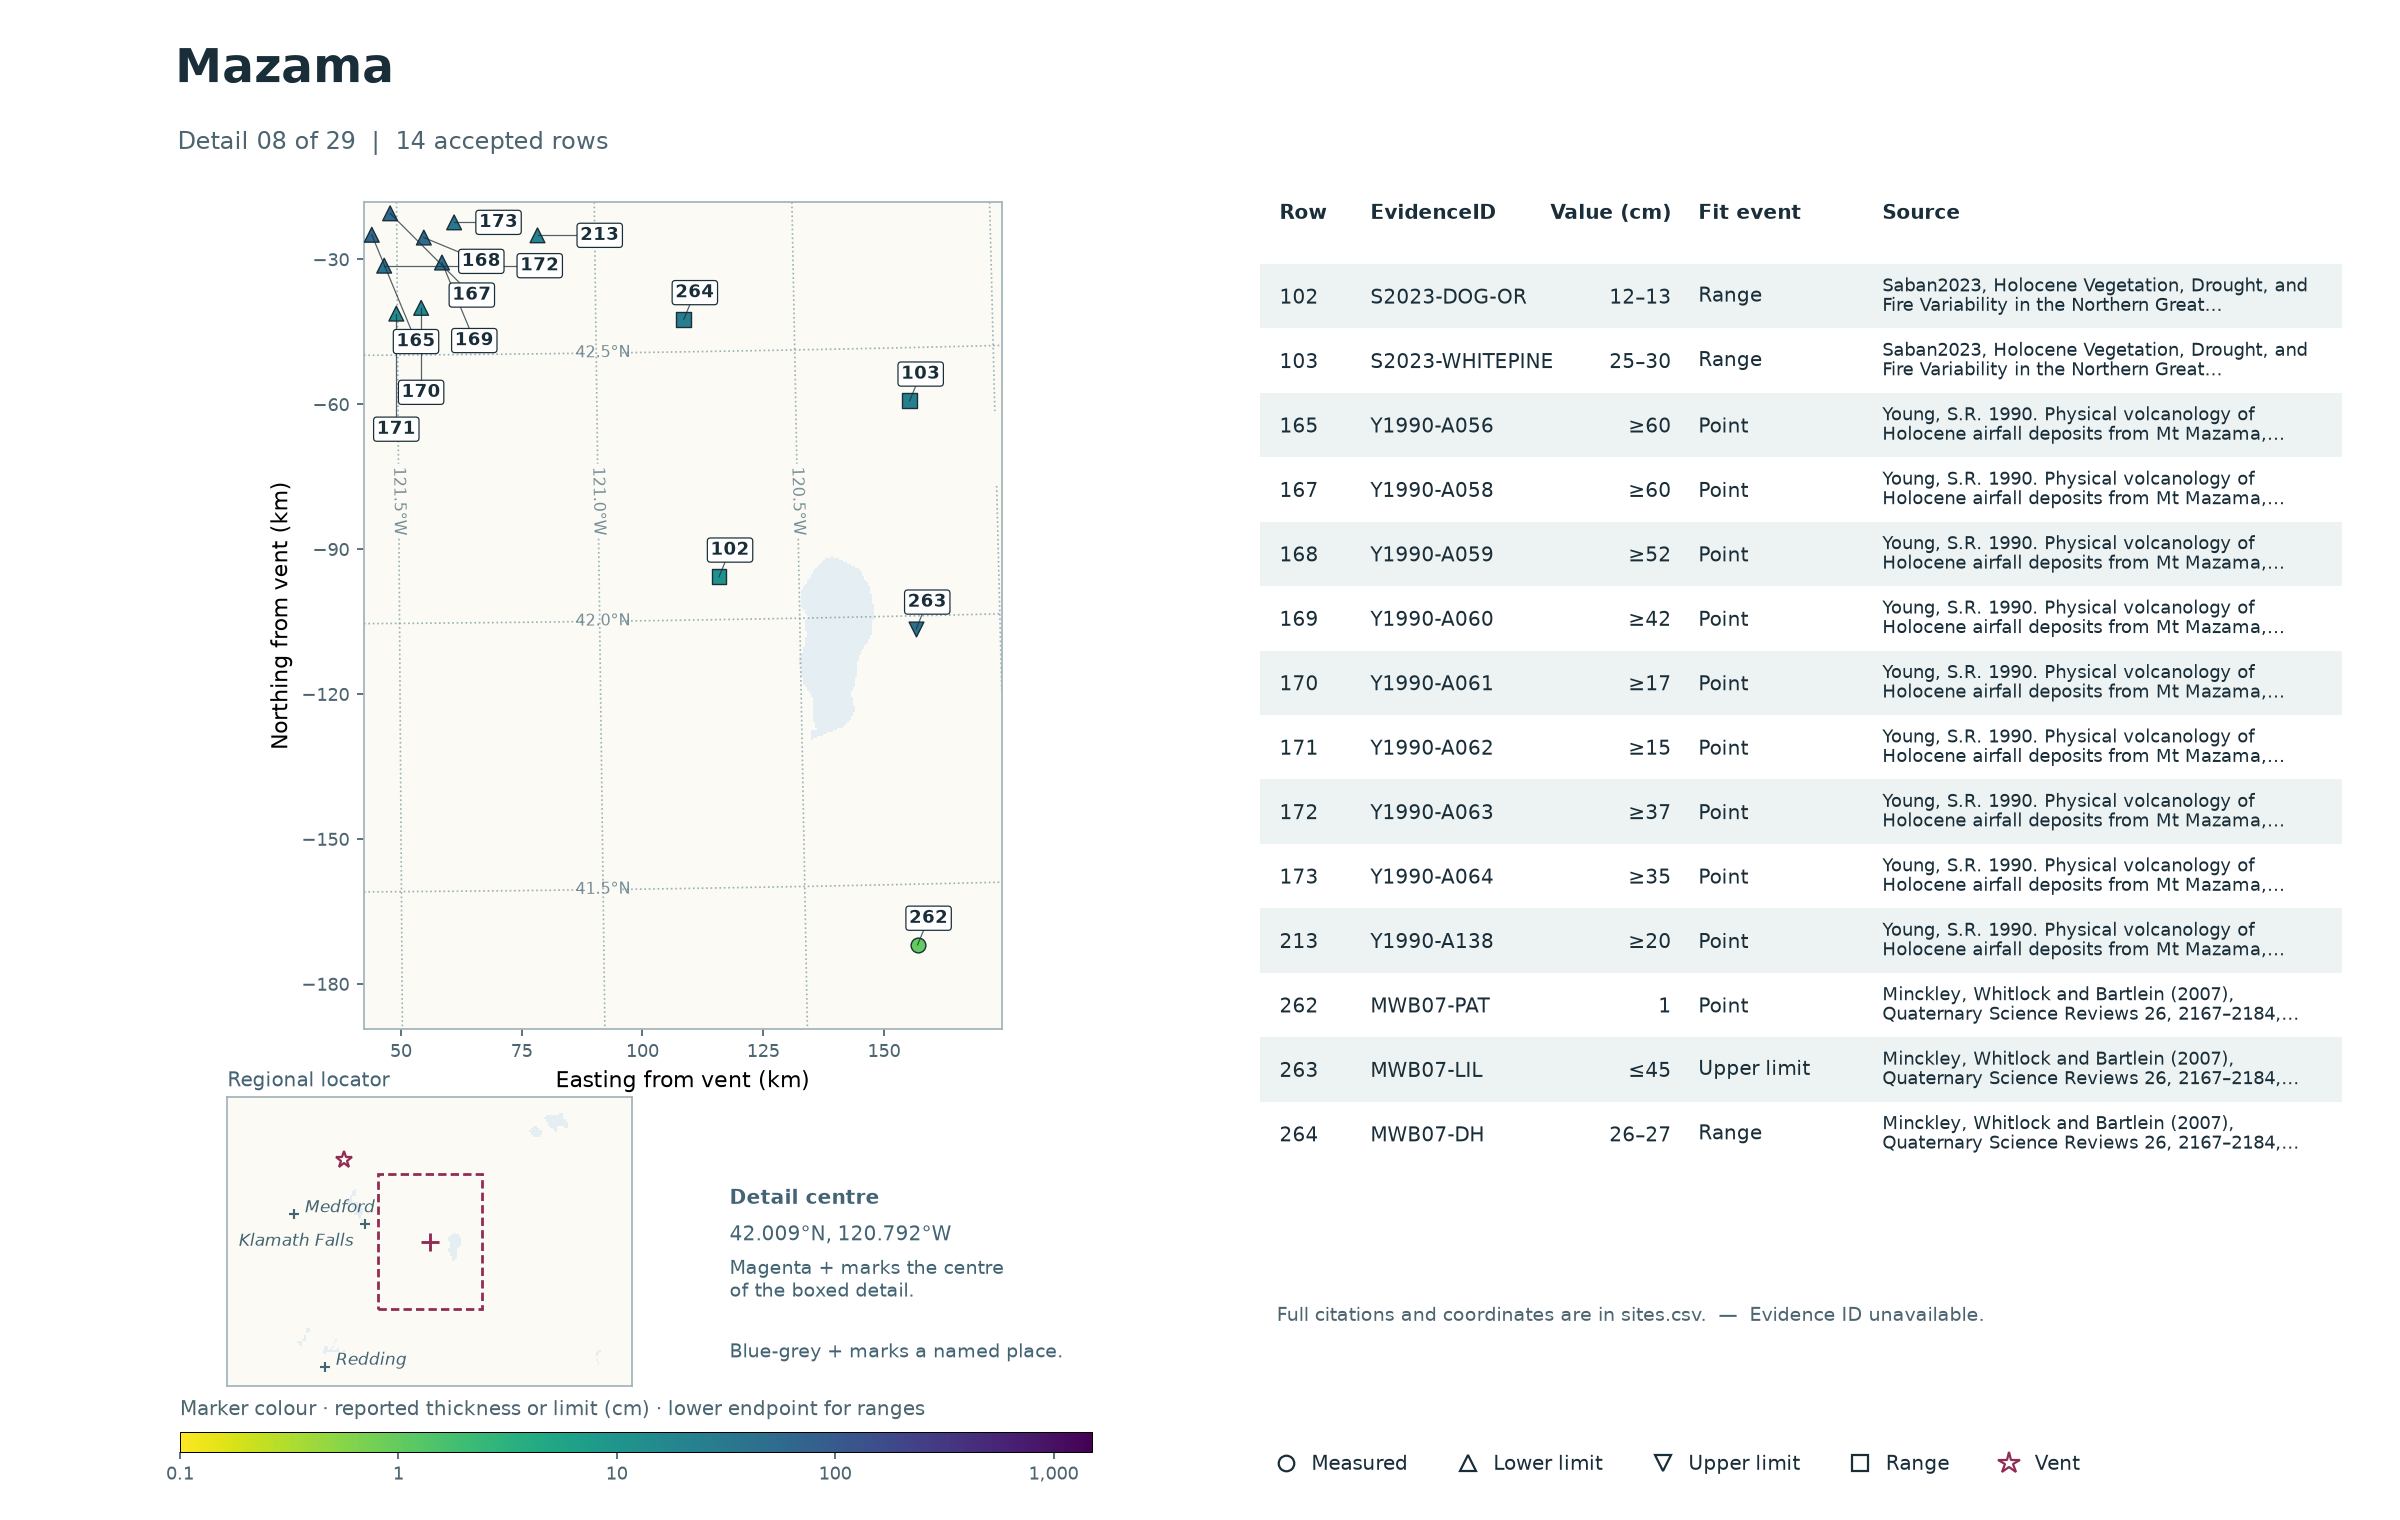 Mazama
Detail 08 of 29 | 14 accepted rows
173
213
168
172
167
264
165
169
170
171
103
102
263
262
42.5°N
42.0°N
41.5°N
121.5°W
121.0°W
120.5°W
−30
−60
−90
−120
−150
−180
Northing from vent (km)
50
75
100
125
150
Easting from vent (km)
Regional locator
Medford
Klamath Falls
Redding
Detail centre
42.009°N, 120.792°W
Magenta + marks the centre
of the boxed detail.
Blue-grey + marks a named place.
Marker colour · reported thickness or limit (cm) · lower endpoint for ranges
0.1
1
10
100
1,000
Row EvidenceID Value (cm) Fit event Source
102 S2023-DOG-OR 12–13 Range Saban2023, Holocene Vegetation, Drought, and
Fire Variability in the Northern Great…
103 S2023-WHITEPINE 25–30 Range Saban2023, Holocene Vegetation, Drought, and
Fire Variability in the Northern Great…
165 Y1990-A056 ≥60 Point Young, S.R. 1990. Physical volcanology of
Holocene airfall deposits from Mt Mazama,…
167 Y1990-A058 ≥60 Point Young, S.R. 1990. Physical volcanology of
Holocene airfall deposits from Mt Mazama,…
168 Y1990-A059 ≥52 Point Young, S.R. 1990. Physical volcanology of
Holocene airfall deposits from Mt Mazama,…
169 Y1990-A060 ≥42 Point Young, S.R. 1990. Physical volcanology of
Holocene airfall deposits from Mt Mazama,…
170 Y1990-A061 ≥17 Point Young, S.R. 1990. Physical volcanology of
Holocene airfall deposits from Mt Mazama,…
171 Y1990-A062 ≥15 Point Young, S.R. 1990. Physical volcanology of
Holocene airfall deposits from Mt Mazama,…
172 Y1990-A063 ≥37 Point Young, S.R. 1990. Physical volcanology of
Holocene airfall deposits from Mt Mazama,…
173 Y1990-A064 ≥35 Point Young, S.R. 1990. Physical volcanology of
Holocene airfall deposits from Mt Mazama,…
213 Y1990-A138 ≥20 Point Young, S.R. 1990. Physical volcanology of
Holocene airfall deposits from Mt Mazama,…
262 MWB07-PAT 1 Point Minckley, Whitlock and Bartlein (2007),
Quaternary Science Reviews 26, 2167–2184,…
263 MWB07-LIL ≤45 Upper limit Minckley, Whitlock and Bartlein (2007),
Quaternary Science Reviews 26, 2167–2184,…
264 MWB07-DH 26–27 Range Minckley, Whitlock and Bartlein (2007),
Quaternary Science Reviews 26, 2167–2184,…
Full citations and coordinates are in sites.csv. — Evidence ID unavailable.
Measured
Lower limit
Upper limit
Range
Vent